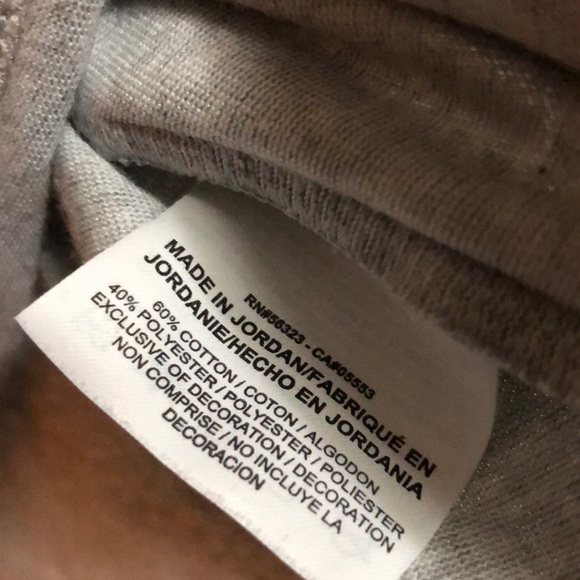 RN#56323 - CA#05553
MADE IN JORDAN/FABRIQUÉ EN
JORDANIE/HECHO EN JORDANIA
60% COTTON / COTON / ALGODON
40% POLYESTER / POLYESTER / POLIESTER
EXCLUSIVE OF DECORATION / DECORATION
NON COMPRISE / NO INCLUYE LA
DECORACION